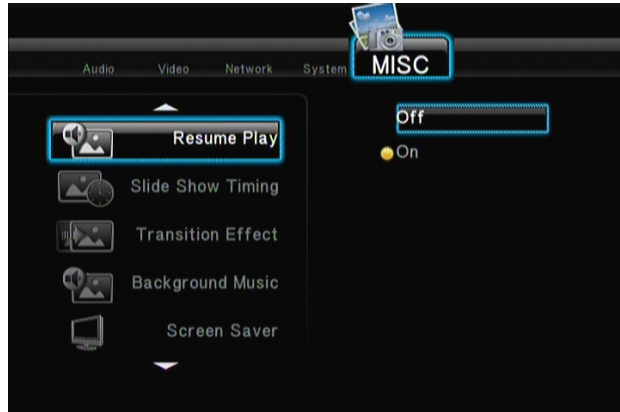 Audio Video Network System MISC
Resume Play
Off
On
Slide Show Timing
Transition Effect
Background Music
Screen Saver